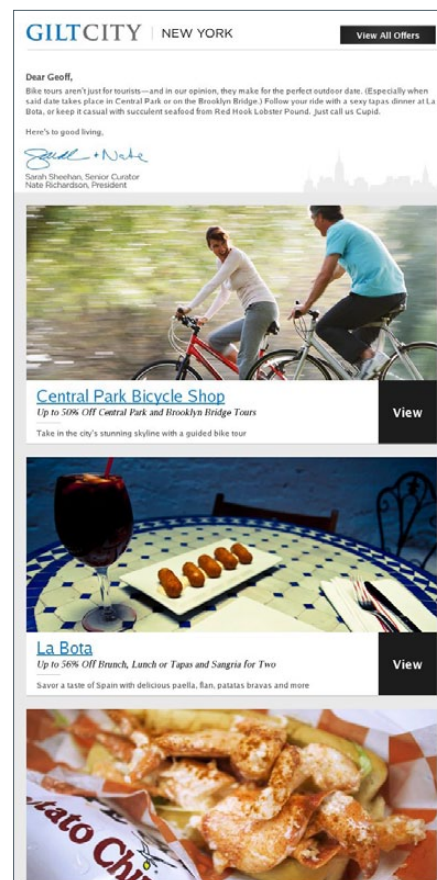 GILTCITY NEW YORK
View All Offers
Dear Geoff,
Bike tours aren't just for tourists—and in our opinion, they make for the perfect outdoor date. (Especially when
said date takes place in Central Park or on the Brooklyn Bridge.) Follow your ride with a sexy tapas dinner at La
Bota, or keep it casual with succulent seafood from Red Hook Lobster Pound. Just call us Cupid.
Here's to good living,
Sarah + Nate
Sarah Sheehan, Senior Curator
Nate Richardson, President
Central Park Bicycle Shop
Up to 50% Off Central Park and Brooklyn Bridge Tours
Take in the city's stunning skyline with a guided bike tour
View
La Bota
Up to 56% Off Brunch, Lunch or Tapas and Sangria for Two
Savor a taste of Spain with delicious paella, flan, patatas bravas and more
View
tato Chi